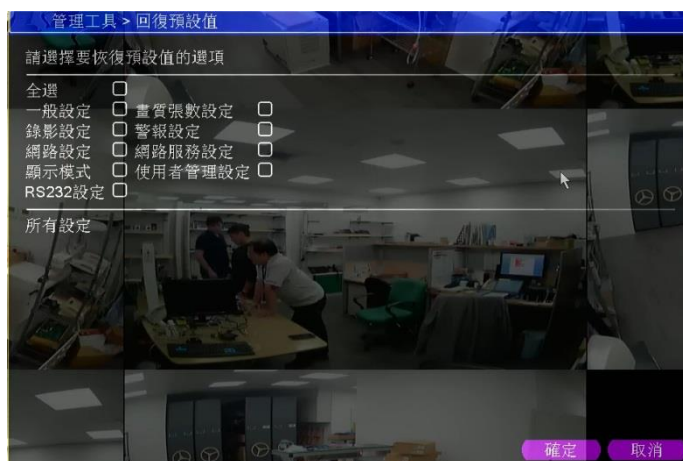 管理工具 > 回復預設值
請選擇要恢復預設值的選項
全選
一般設定 畫質張數設定
錄影設定 警報設定
網路設定 網路服務設定
顯示模式 使用者管理設定
RS232設定
所有設定
確定 取消